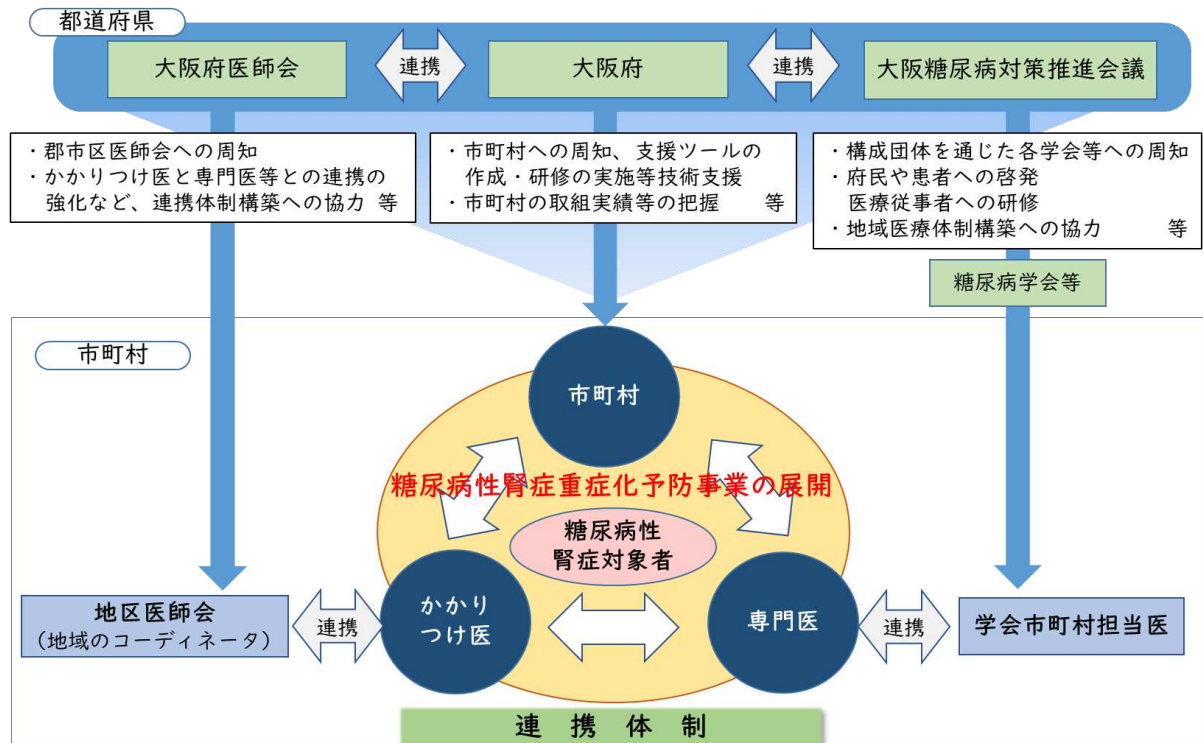 都道府県
大阪府医師会
連携
大阪府
連携
大阪糖尿病対策推進会議
・郡市区医師会への周知
・かかりつけ医と専門医等との連携の
強化など、連携体制構築への協力 等
・市町村への周知、支援ツールの
作成・研修の実施等技術支援
・市町村の取組実績等の把握 等
・構成団体を通じた各学会等への周知
・府民や患者への啓発
医療従事者への研修
・地域医療体制構築への協力 等
糖尿病学会等
市町村
市町村
糖尿病性腎症重症化予防事業の展開
糖尿病性
腎症対象者
地区医師会
（地域のコーディネータ）
連携
かかり
つけ医
専門医
連携
学会市町村担当医
連携体制